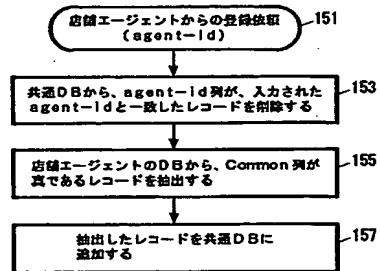 店舗エージェントからの登録依頼
(agent-id)
151
共通DBから、agent-id列が、入力された
agent-idと一致したレコードを削除する
153
店舗エージェントのDBから、Common列が
真であるレコードを抽出する
155
抽出したレコードを共通DBに
追加する
157